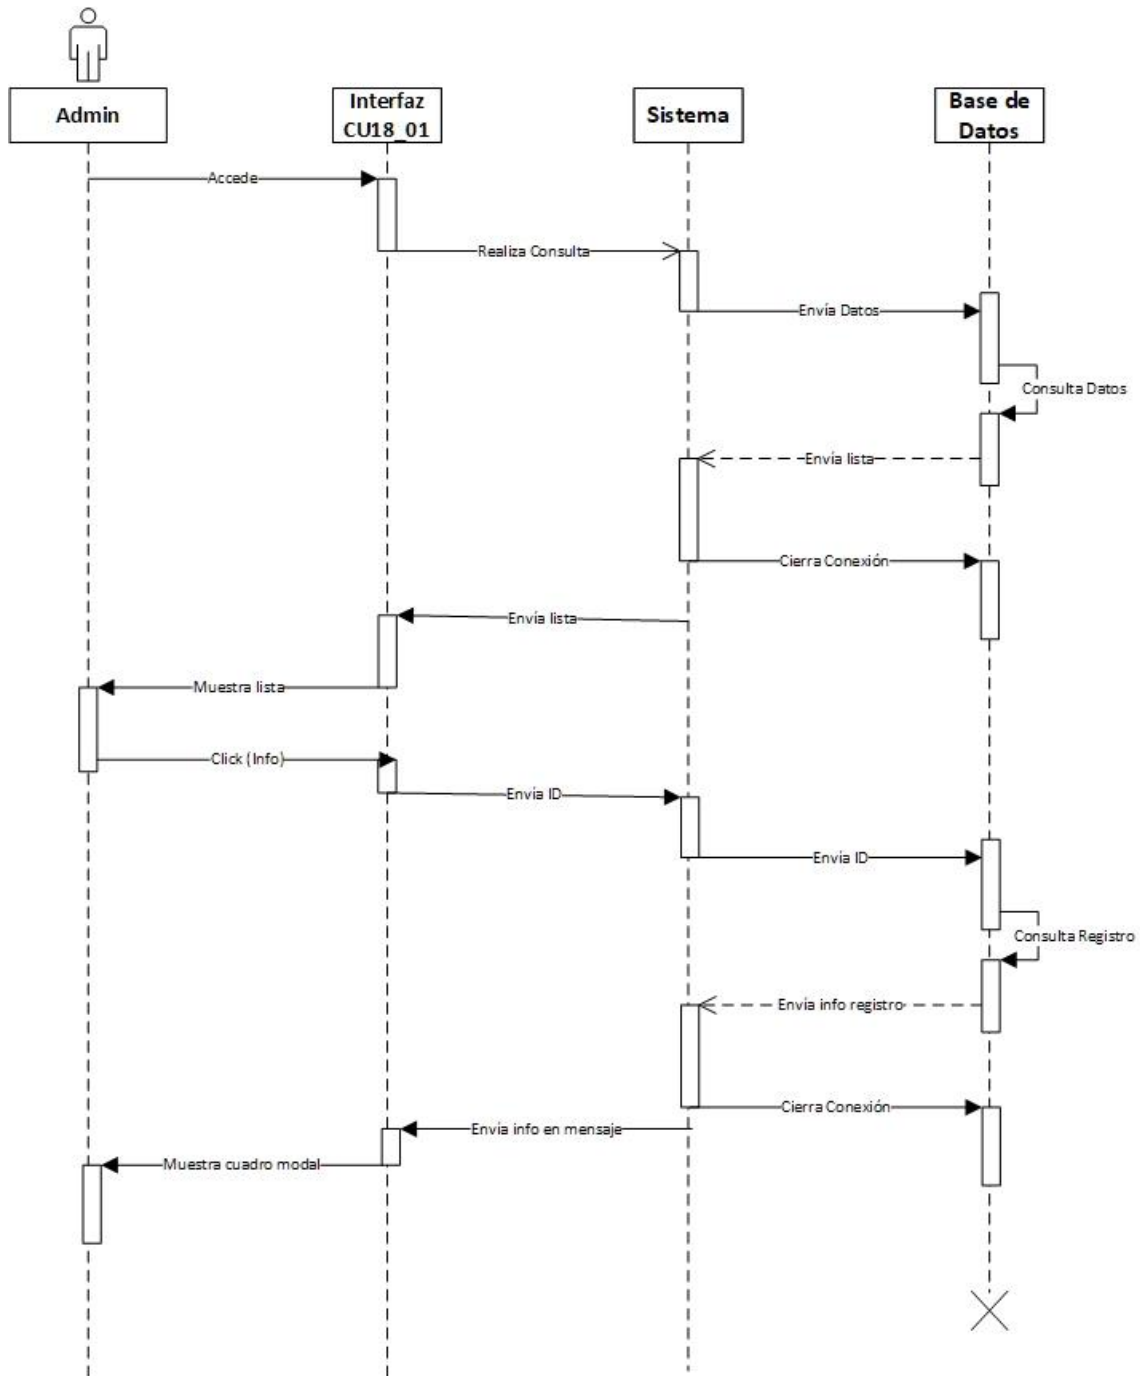 Admin
Interfaz
CU18_01
Sistema
Base de
Datos
Accede
Realiza Consulta
Envía Datos
Consulta Datos
Envía lista
Cierra Conexión
Envía lista
Muestra lista
Click (Info)
Envía ID
Envía ID
Consulta Registro
Envía info registro
Cierra Conexión
Envía info en mensaje
Muestra cuadro modal